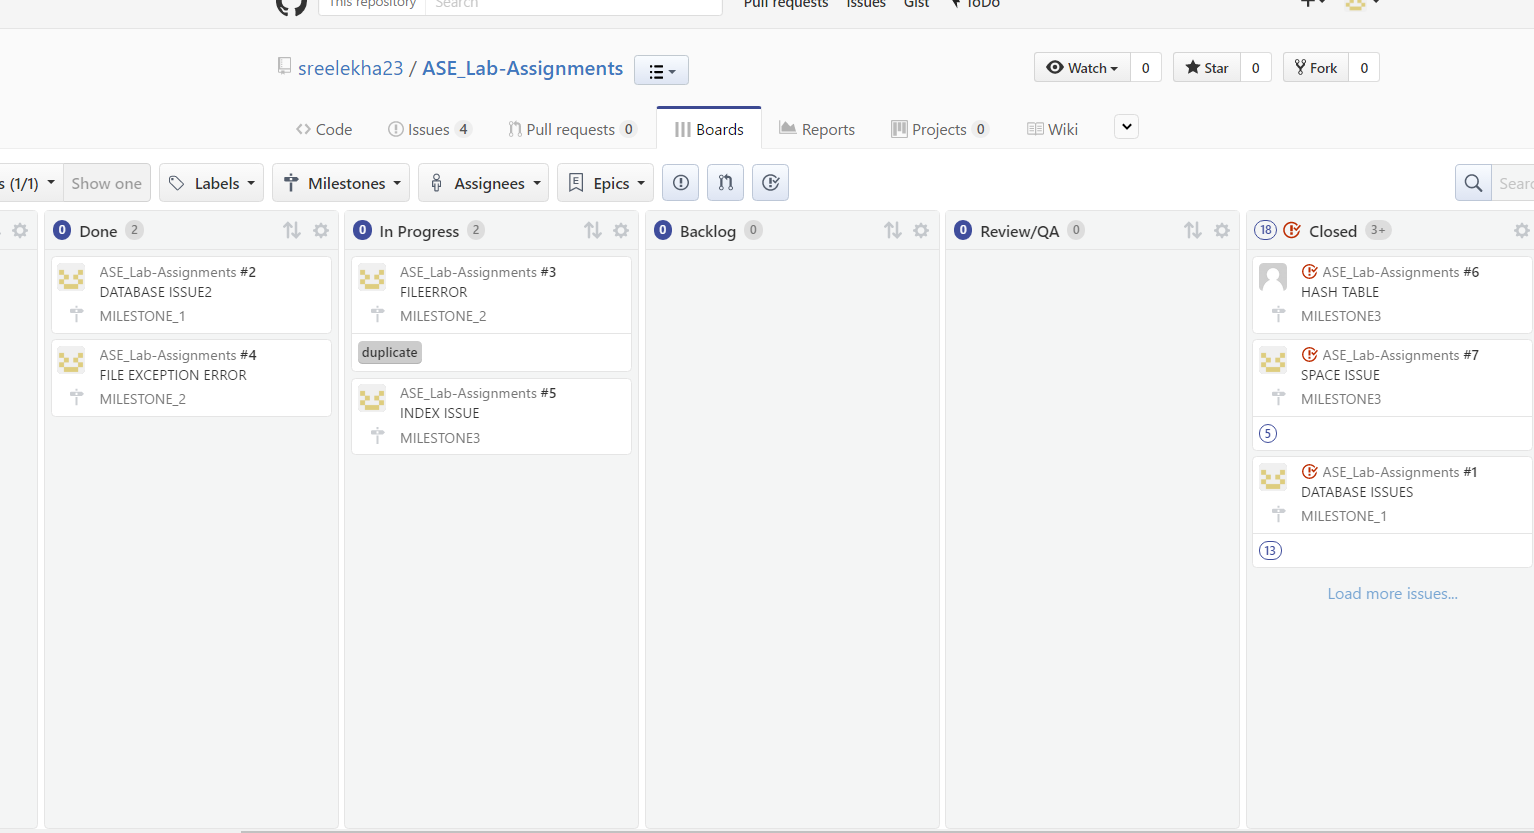 This repository Search Pull requests Issues Gist ToDo
sreelekha23 / ASE_Lab-Assignments
Watch 0 Star 0 Fork 0
Code Issues 4 Pull requests 0 Boards Reports Projects 0 Wiki
s (1/1) Show one Labels Milestones Assignees Epics Searc
0 Done 2
ASE_Lab-Assignments #2
DATABASE ISSUE2
MILESTONE_1
ASE_Lab-Assignments #4
FILE EXCEPTION ERROR
MILESTONE_2
0 In Progress 2
ASE_Lab-Assignments #3
FILEERROR
MILESTONE_2
duplicate
ASE_Lab-Assignments #5
INDEX ISSUE
MILESTONE3
0 Backlog 0
0 Review/QA 0
18 Closed 3+
ASE_Lab-Assignments #6
HASH TABLE
MILESTONE3
ASE_Lab-Assignments #7
SPACE ISSUE
MILESTONE3
5
ASE_Lab-Assignments #1
DATABASE ISSUES
MILESTONE_1
13
Load more issues...